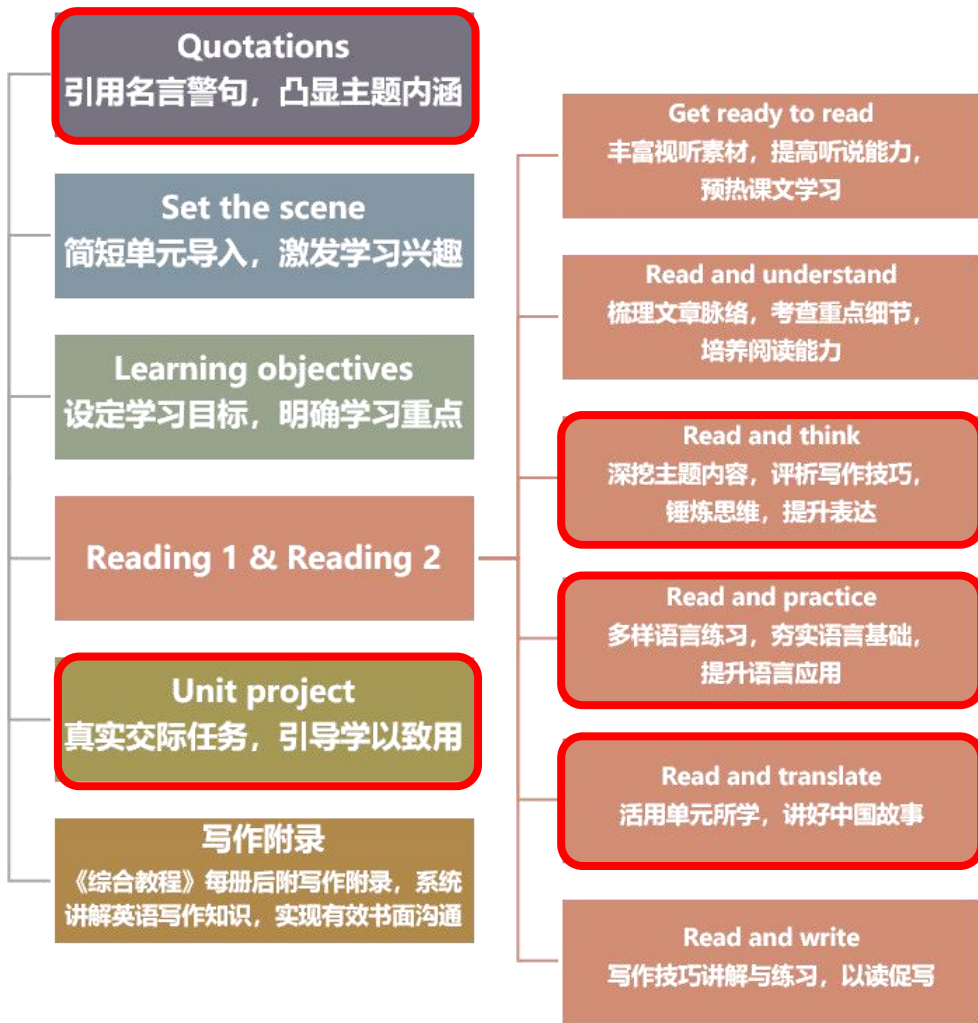 Quotations
引用名言警句，凸显主题内涵
Set the scene
简短单元导入，激发学习兴趣
Learning objectives
设定学习目标，明确学习重点
Reading 1 & Reading 2
Unit project
真实交际任务，引导学以致用
写作附录
《综合教程》每册后附写作附录，系统
讲解英语写作知识，实现有效书面沟通
Get ready to read
丰富视听素材，提高听说能力，
预热课文学习
Read and understand
梳理文章脉络，考查重点细节，
培养阅读能力
Read and think
深挖主题内容，评析写作技巧，
锤炼思维，提升表达
Read and practice
多样语言练习，夯实语言基础，
提升语言应用
Read and translate
活用单元所学，讲好中国故事
Read and write
写作技巧讲解与练习，以读促写